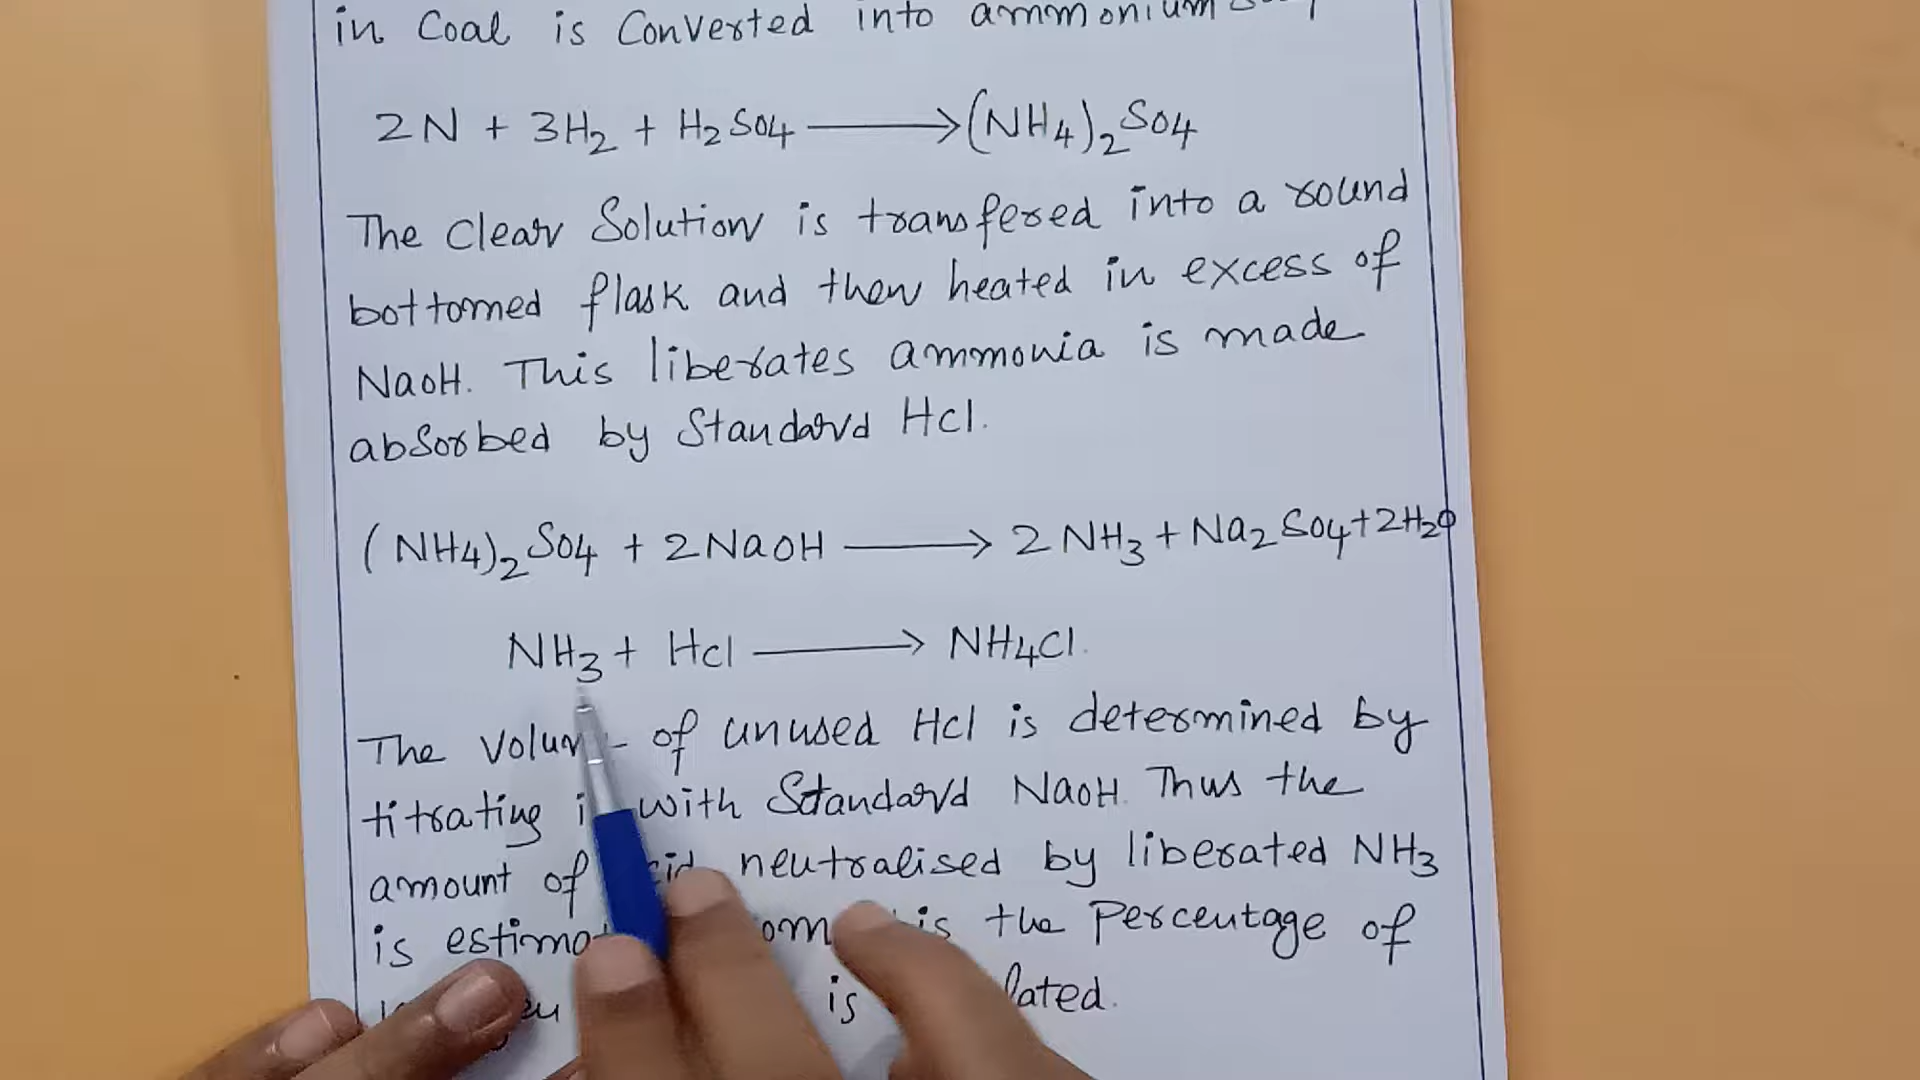 in Coal is Converted into ammonium
2N + 3H2 + H2SO4 ⟶ (NH4)2SO4
The Clear Solution is transfered into a round
bottomed flask and then heated in excess of
NaOH. This liberates ammonia is made
absorbed by Standard Hcl.
(NH4)2SO4 + 2NaOH ⟶ 2NH3 + Na2SO4 + 2H2O
NH3 + Hcl ⟶ NH4Cl.
The of unused Hcl is determined by
titrating with Standard NaOH. Thus the
amount of neutralised by liberated NH3
is the Percentage of
is